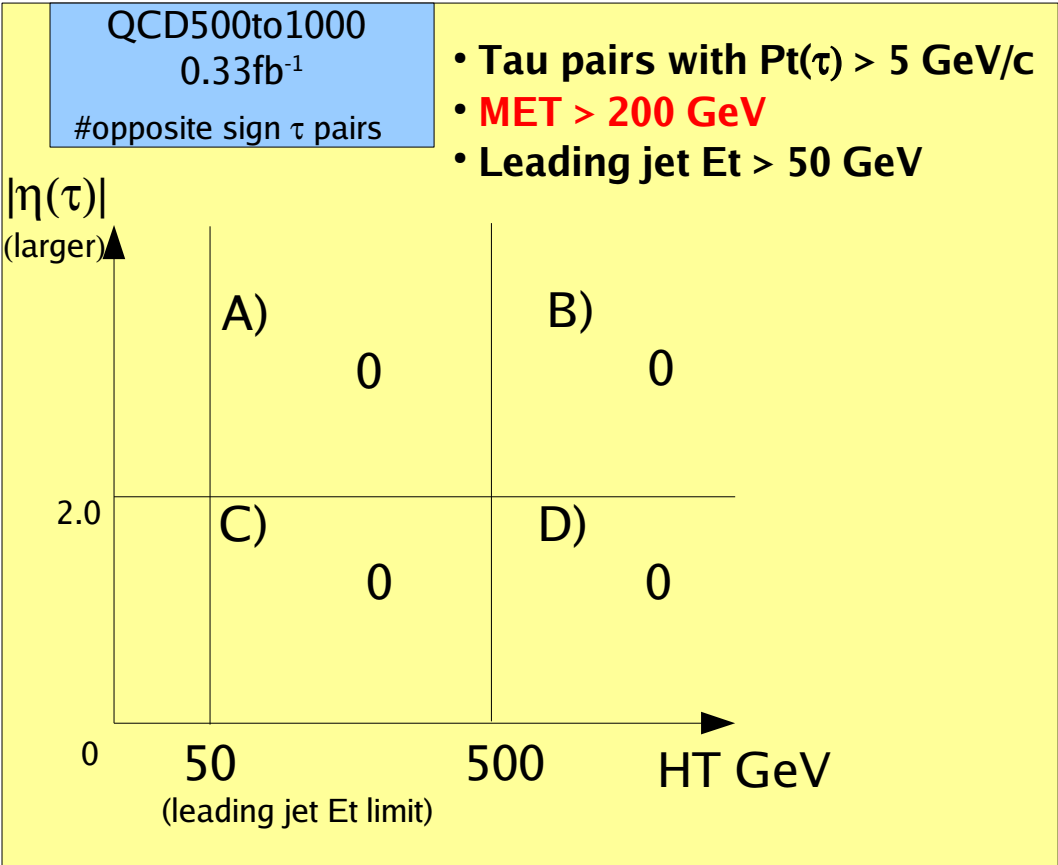 QCD500to1000
0.33fb⁻¹
#opposite sign τ pairs
• Tau pairs with Pt(τ) > 5 GeV/c
• MET > 200 GeV
• Leading jet Et > 50 GeV
|η(τ)|
(larger)
A)
B)
0
0
2.0
C)
D)
0
0
0
50
500
HT GeV
(leading jet Et limit)